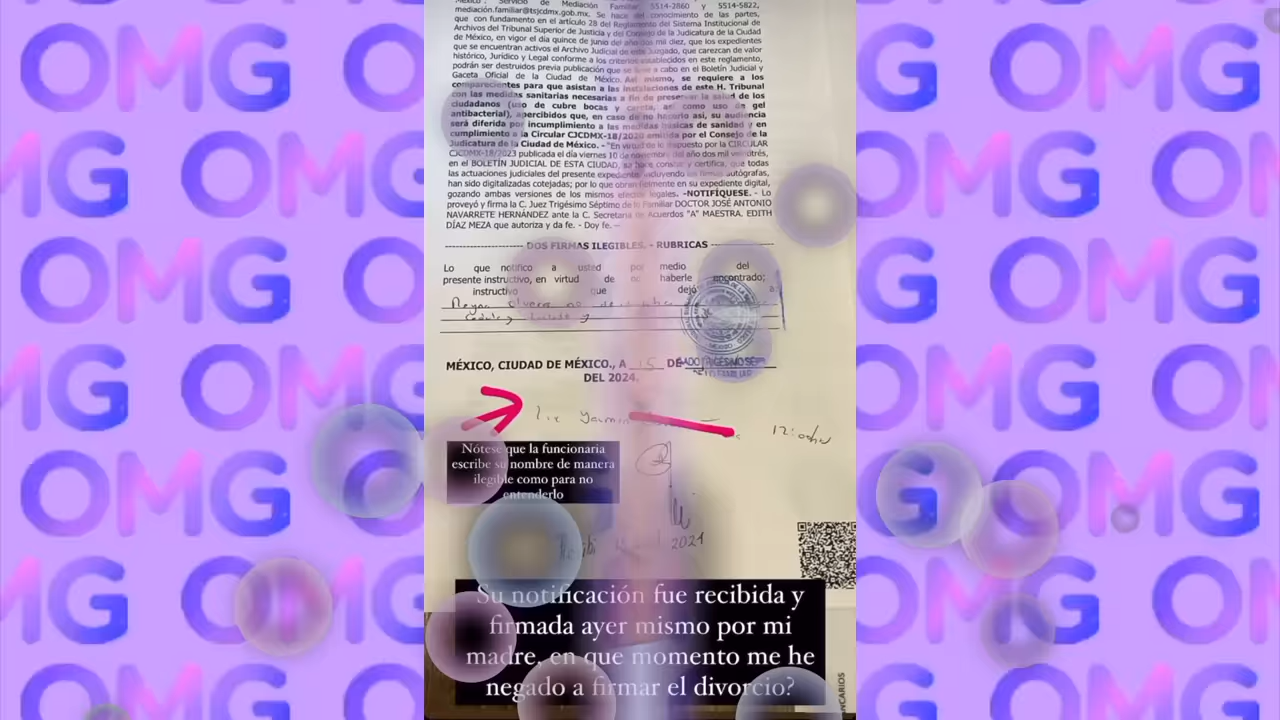 México". Servicio de Mediación Familiar 5514-2860 y 5514-5822,
mediación.familiar@tsjcdmx.gob.mx. Se hace del conocimiento de las partes,
que con fundamento en el artículo 28 del Reglamento del Sistema Institucional de
Archivos del Tribunal Superior de Justicia y del Consejo de la Judicatura de la Ciudad
de México, en vigor el día quince de junio del año dos mil diez, que los expedientes
que se encuentran activos el Archivo Judicial de este Juzgado, que carezcan de valor
histórico, Jurídico y Legal conforme a los criterios establecidos en este reglamento,
podrán ser destruidos previa publicación que se lleve a cabo en el Boletín Judicial y
Gaceta Oficial de la Ciudad de México. Así mismo, se requiere a los
comparecientes para que asistan a las instalaciones de este H. Tribunal
con las medidas sanitarias necesarias a fin de preservar la salud de los
ciudadanos (uso de cubre bocas y careta, así como uso de gel
antibacterial), apercibidos que, en caso de no hacerlo así, su audiencia
será diferida por incumplimiento a las medidas básicas de sanidad y en
cumplimiento a la Circular CJCDMX-18/2020 emitida por el Consejo de la
Judicatura de la Ciudad de México. - "En virtud de lo dispuesto por la CIRCULAR
CJCDMX-18/2023 publicada el día viernes 10 de noviembre del año dos mil veintitrés,
en el BOLETÍN JUDICIAL DE ESTA CIUDAD, se hace constar y certifica, que todas
las actuaciones judiciales del presente expediente incluyendo las firmas autógrafas,
han sido digitalizadas cotejadas; por lo que obran fielmente en su expediente digital,
gozando ambas versiones de los mismos efectos legales. -NOTIFÍQUESE. - Lo
proveyó y firma la C. Juez Trigésimo Séptimo de lo Familiar DOCTOR JOSÉ ANTONIO
NAVARRETE HERNÁNDEZ ante la C. Secretaria de Acuerdos "A" MAESTRA. EDITH
DÍAZ MEZA que autoriza y da fe. - Doy fe. --
DOS FIRMAS ILEGIBLES. - RUBRICAS
Lo que notifico a usted por medio del
presente instructivo, en virtud de no haberle encontrado;
instructivo que dejó a
MÉXICO, CIUDAD DE MÉXICO., A 15 DE
DEL 2024.
Nótese que la funcionaria
escribe su nombre de manera
ilegible como para no
entenderlo
2024
Su notificación fue recibida y
firmada ayer mismo por mi
madre, en que momento me he
negado a firmar el divorcio?
OMG